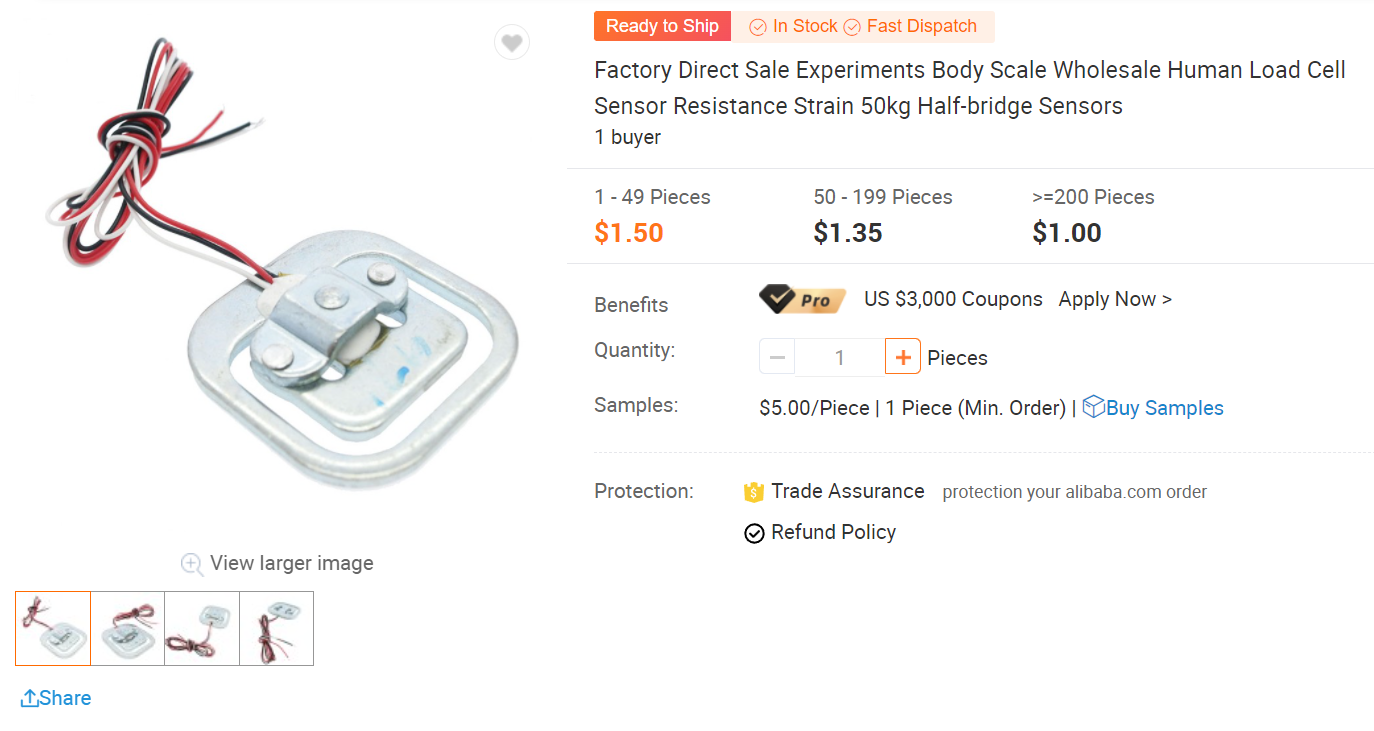 Ready to Ship In Stock Fast Dispatch
Factory Direct Sale Experiments Body Scale Wholesale Human Load Cell
Sensor Resistance Strain 50kg Half-bridge Sensors
1 buyer
1 - 49 Pieces 50 - 199 Pieces >=200 Pieces
$1.50 $1.35 $1.00
Benefits Pro US $3,000 Coupons Apply Now >
Quantity: − 1 + Pieces
Samples: $5.00/Piece | 1 Piece (Min. Order) | Buy Samples
Protection: $ Trade Assurance protection your alibaba.com order
Refund Policy
View larger image
Share